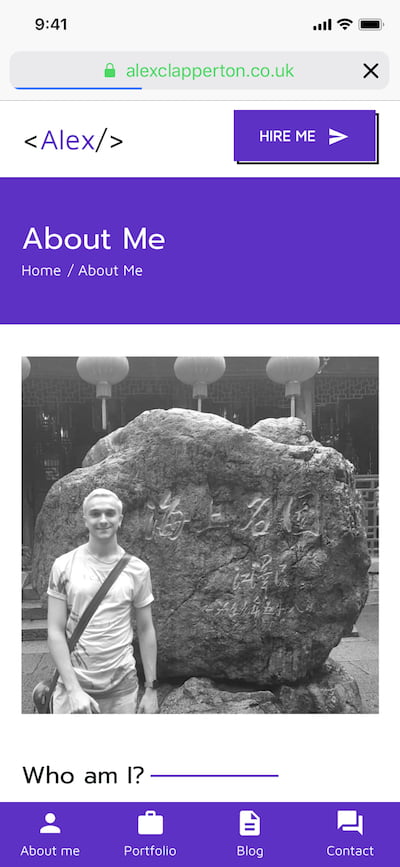 9:41
alexclapperton.co.uk
<Alex/>
HIRE ME
About Me
Home / About Me
海上名园
Who am I?
About me
Portfolio
Blog
Contact